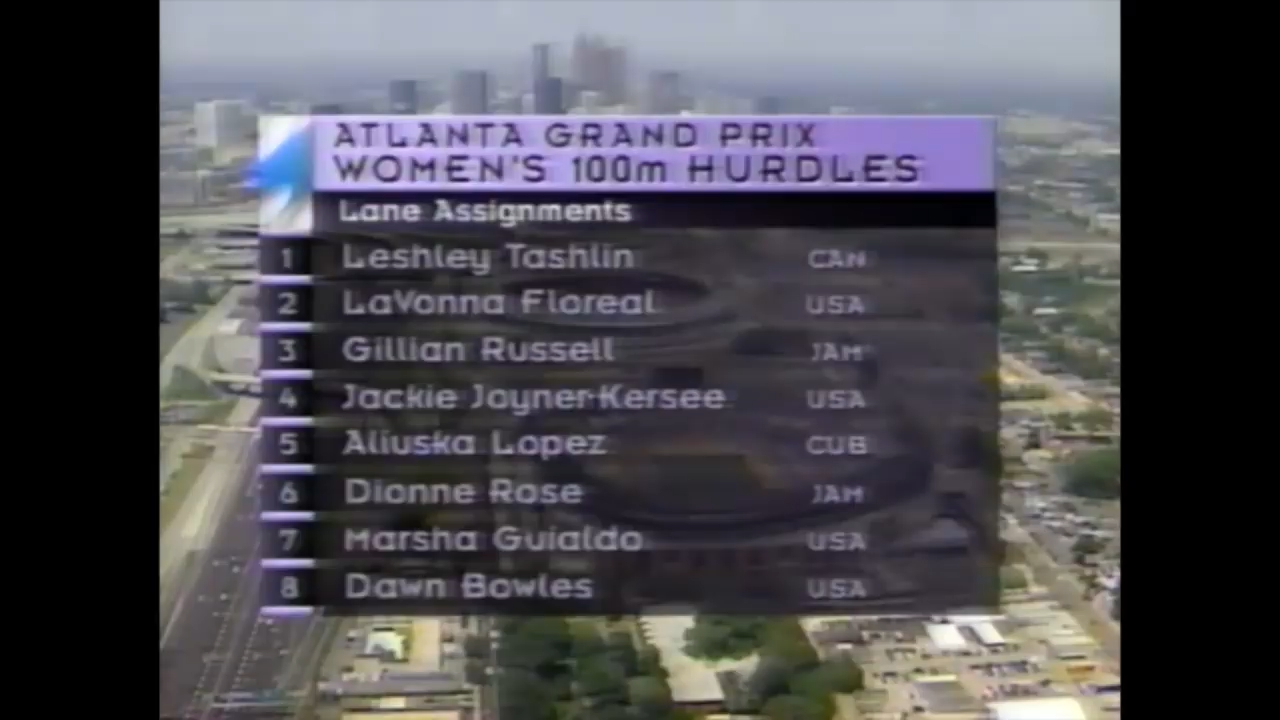 ATLANTA GRAND PRIX
WOMEN'S 100m HURDLES
Lane Assignments
1 Leshley Tashlin CAN
2 LaVonna Floreal USA
3 Gillian Russell JAM
4 Jackie Joyner-Kersee USA
5 Aliuska Lopez CUB
6 Dionne Rose JAM
7 Marsha Guialdo USA
8 Dawn Bowles USA